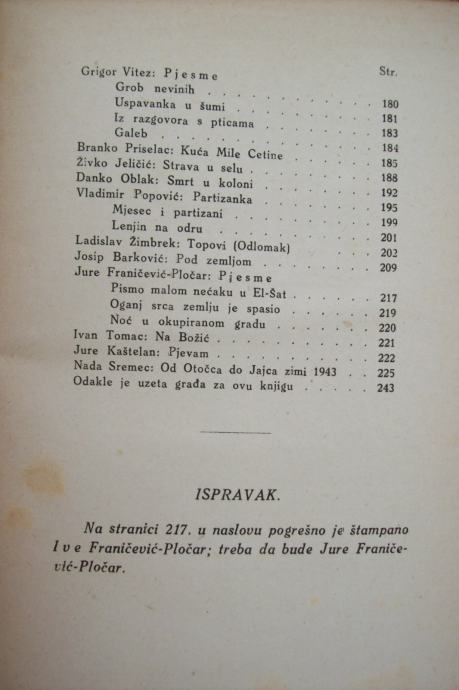 Grigor Vitez: P j e s m e Str.
Grob nevinih . . . . . . . . . 180
Uspavanka u šumi . . . . . . . 181
Iz razgovora s pticama . . . . . . 183
Galeb . . . . . . . . . . . 184
Branko Priselac: Kuća Mile Cetine . . . . 185
Živko Jeličić: Strava u selu . . . . . . 188
Danko Oblak: Smrt u koloni . . . . . . 192
Vladimir Popović: Partizanka . . . . . . 195
Mjesec i partizani . . . . . . . 199
Lenjin na odru . . . . . . . . 201
Ladislav Žimbrek: Topovi (Odlomak) . . . . 202
Josip Barković: Pod zemljom . . . . . . 209
Jure Franičević-Pločar: P j e s m e
Pismo malom nećaku u El-Šat . . . . . 217
Oganj srca zemlju je spasio . . . . . 219
Noć u okupiranom gradu . . . . . . 220
Ivan Tomac: Na Božić . . . . . . . . 221
Jure Kaštelan: Pjevam . . . . . . . . 222
Nada Sremec: Od Otočca do Jajca zimi 1943 . . 225
Odakle je uzeta građa za ovu knjigu . . . . . 243
ISPRAVAK.
Na stranici 217. u naslovu pogrešno je štampano
I v e Franičević-Pločar; treba da bude Jure Franiče-
vić-Pločar.